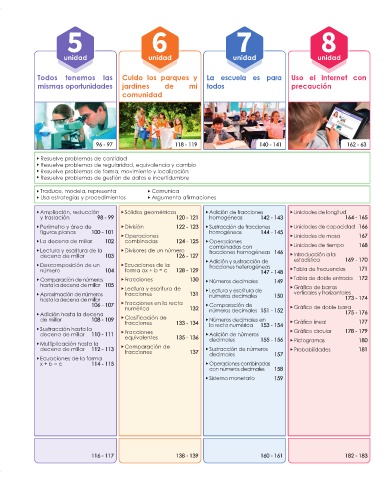 5
unidad
6
unidad
7
unidad
8
unidad
Todos tenemos las
mismas oportunidades
Cuido los parques y
jardines de mi
comunidad
La escuela es para
todos
Uso el internet con
precaución
96 - 97
118 - 119
140 - 141
162 - 63
Resuelve problemas de cantidad
Resuelve problemas de regularidad, equivalencia y cambio
Resuelve problemas de forma, movimiento y localización
Resuelve problemas de gestión de datos e incertidumbre
Traduce, modela, representa
Usa estrategias y procedimientos
Comunica
Argumenta afirmaciones
Ampliación, reducción
y traslación 98 - 99
Perímetro y área de
figuras planas 100 - 101
La decena de millar 102
Lectura y escritura de la
decena de millar 103
Descomposición de un
número 104
Comparación de números
hasta la decena de millar 105
Aproximación de números
hasta la decena de millar
106 - 107
Adición hasta la decena
de millar 108 - 109
Sustracción hasta la
decena de millar 110 - 111
Multiplicación hasta la
decena de millar 112 - 113
Ecuaciones de la forma
x + b = c 114 - 115
116 - 117
Sólidos geométricos
120 - 121
División 122 - 123
Operaciones
combinadas 124 - 125
Divisores de un número
126 - 127
Ecuaciones de la
forma ax + b = c 128 - 129
Fracciones 130
Lectura y escritura de
fracciones 131
Fracciones en la recta
numérica 132
Clasificación de
fracciones 133 - 134
Fracciones
equivalentes 135 - 136
Comparación de
fracciones 137
138 - 139
Adición de fracciones
homogéneas 142 - 143
Sustracción de fracciones
homogéneas 144 - 145
Operaciones
combinadas con
fracciones homogéneas 146
Adición y sustracción de
fracciones heterogéneas
147 - 148
Números decimales 149
Lectura y escritura de
números decimales 150
Comparación de
números decimales 151 - 152
Números decimales en
la recta numérica 153 - 154
Adición de números
decimales 155 - 156
Sustracción de números
decimales 157
Operaciones combinadas
con números decimales 158
Sistema monetario 159
160 - 161
Unidades de longitud
164 - 165
Unidades de capacidad 166
Unidades de masa 167
Unidades de tiempo 168
Introducción a la
estadística 169 - 170
Tabla de frecuencias 171
Tabla de doble entrada 172
Gráfico de barras
verticales y horizontales
173 - 174
Gráfico de doble barra
175 - 176
Gráfico lineal 177
Gráfico circular 178 - 179
Pictogramas 180
Probabilidades 181
182 - 183